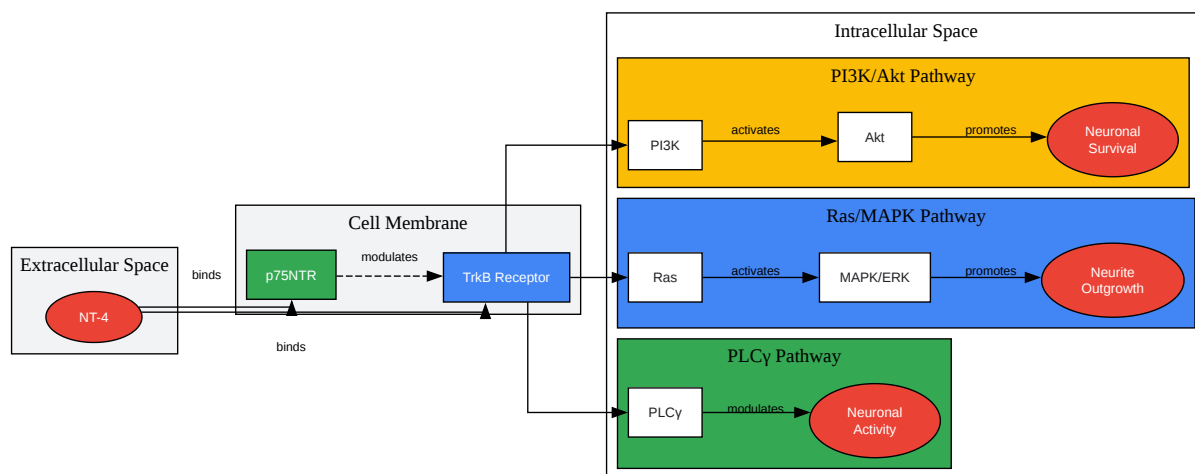 Intracellular Space
PI3K/Akt Pathway
PI3K
activates
Akt
promotes
Neuronal
Survival
Cell Membrane
Ras/MAPK Pathway
Extracellular Space
binds
p75NTR
modulates
TrkB Receptor
Ras
activates
MAPK/ERK
promotes
Neurite
Outgrowth
NT-4
binds
PLCγ Pathway
PLCγ
modulates
Neuronal
Activity